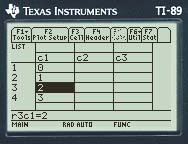 TEXAS INSTRUMENTS TI-89
F1▾ F2 F3 F4 F5 F6▾ F7
Tools Plot Setup Cell Header Calc Util Stat
LIST
c1 c2 c3
1 0
2 1
3 2
4 3
r3c1=2
MAIN RAD AUTO FUNC